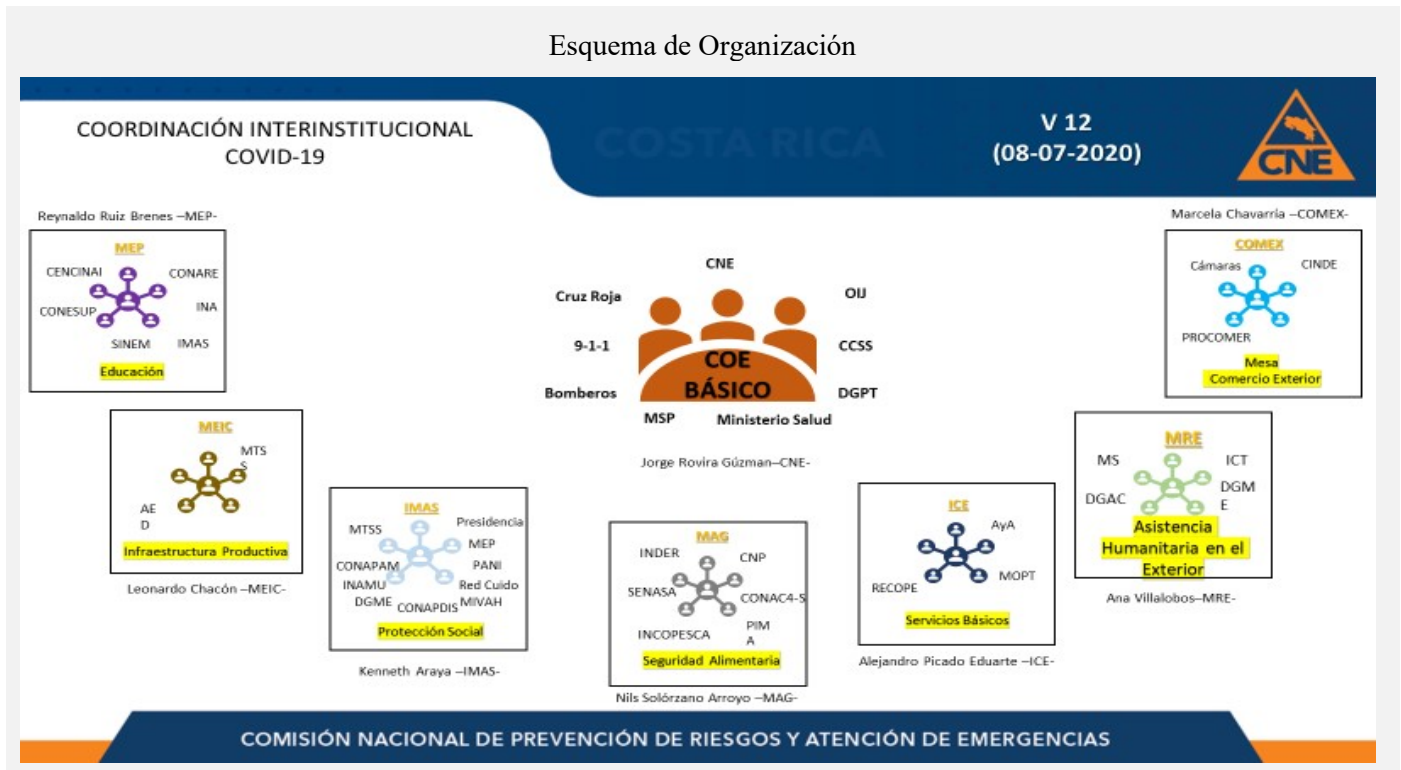 Esquema de Organización
COORDINACIÓN INTERINSTITUCIONAL
COVID-19
COSTA RICA
V 12
(08-07-2020)
CNE
Reynaldo Ruiz Brenes –MEP-
MEP
CENCINAI
CONARE
CONESUP
INA
SINEM
IMAS
Educación
CNE
Cruz Roja
OIJ
9-1-1
CCSS
COE
BÁSICO
Bomberos
DGPT
MSP
Ministerio Salud
Jorge Rovira Gúzman–CNE-
Marcela Chavarría –COMEX-
COMEX
Cámaras
CINDE
PROCOMER
Mesa
Comercio Exterior
MEIC
MTS
S
AE
D
Infraestructura Productiva
Leonardo Chacón –MEIC-
IMAS
MTSS
Presidencia
MEP
CONAPAM
PANI
INAMU
Red Cuido
DGME
CONAPDIS
MIVAH
Protección Social
Kenneth Araya –IMAS-
MAG
INDER
CNP
SENASA
CONAC4-S
INCOPESCA
PIM
A
Seguridad Alimentaria
Nils Solórzano Arroyo –MAG-
ICE
AyA
RECOPE
MOPT
Servicios Básicos
Alejandro Picado Eduarte –ICE-
MRE
MS
ICT
DGAC
DGM
E
Asistencia
Humanitaria en el
Exterior
Ana Villalobos–MRE-
COMISIÓN NACIONAL DE PREVENCIÓN DE RIESGOS Y ATENCIÓN DE EMERGENCIAS